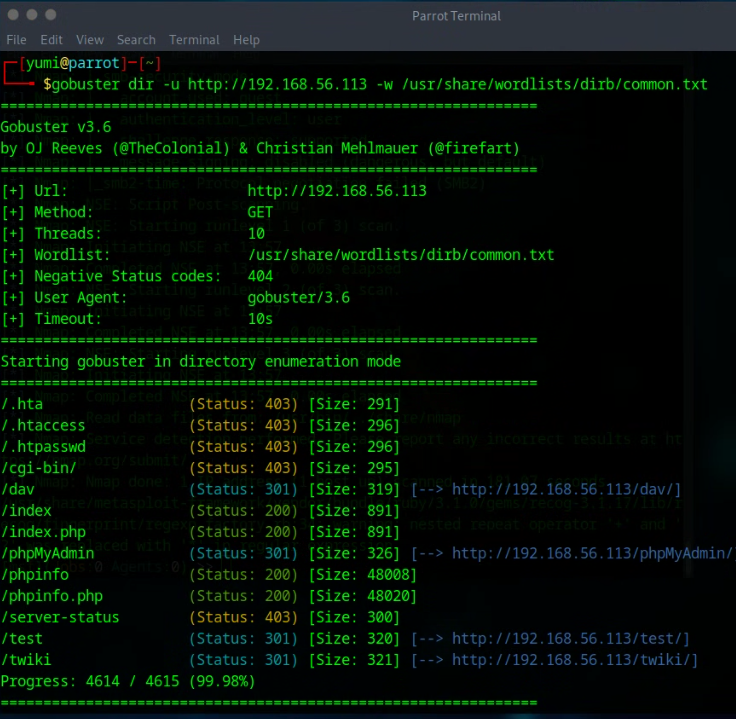 Parrot Terminal
File Edit View Search Terminal Help
┌─[yumi@parrot]─[~]
└──╼ $gobuster dir -u http://192.168.56.113 -w /usr/share/wordlists/dirb/common.txt
===============================================================
Gobuster v3.6
by OJ Reeves (@TheColonial) & Christian Mehlmauer (@firefart)
===============================================================
[+] Url:                     http://192.168.56.113
[+] Method:                  GET
[+] Threads:                 10
[+] Wordlist:                /usr/share/wordlists/dirb/common.txt
[+] Negative Status codes:   404
[+] User Agent:              gobuster/3.6
[+] Timeout:                 10s
===============================================================
Starting gobuster in directory enumeration mode
===============================================================
/.hta                 (Status: 403) [Size: 291]
/.htaccess            (Status: 403) [Size: 296]
/.htpasswd            (Status: 403) [Size: 296]
/cgi-bin/             (Status: 403) [Size: 295]
/dav                  (Status: 301) [Size: 319] [--> http://192.168.56.113/dav/]
/index                (Status: 200) [Size: 891]
/index.php            (Status: 200) [Size: 891]
/phpMyAdmin           (Status: 301) [Size: 326] [--> http://192.168.56.113/phpMyAdmin/]
/phpinfo              (Status: 200) [Size: 48008]
/phpinfo.php          (Status: 200) [Size: 48020]
/server-status        (Status: 403) [Size: 300]
/test                 (Status: 301) [Size: 320] [--> http://192.168.56.113/test/]
/twiki                (Status: 301) [Size: 321] [--> http://192.168.56.113/twiki/]
Progress: 4614 / 4615 (99.98%)
===============================================================